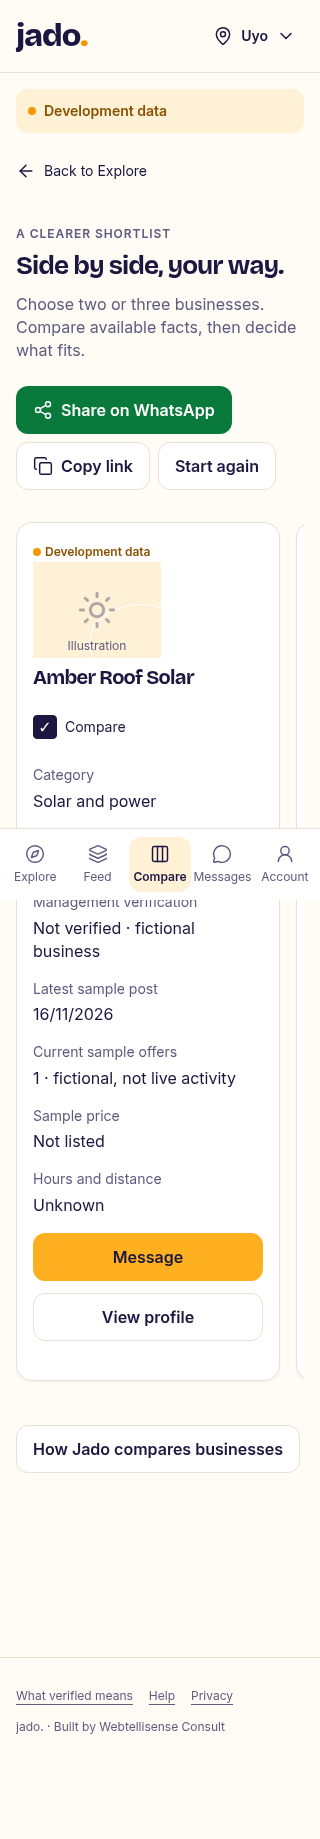 jado.
Uyo
Development data
Back to Explore
A CLEARER SHORTLIST
Side by side, your way.
Choose two or three businesses.
Compare available facts, then decide
what fits.
Share on WhatsApp
Copy link
Start again
Development data
Illustration
Amber Roof Solar
Compare
Category
Solar and power
Explore
Feed
Compare
Messages
Account
Management verification
Not verified · fictional
business
Latest sample post
16/11/2026
Current sample offers
1 · fictional, not live activity
Sample price
Not listed
Hours and distance
Unknown
Message
View profile
How Jado compares businesses
What verified means
Help
Privacy
jado. · Built by Webtellisense Consult